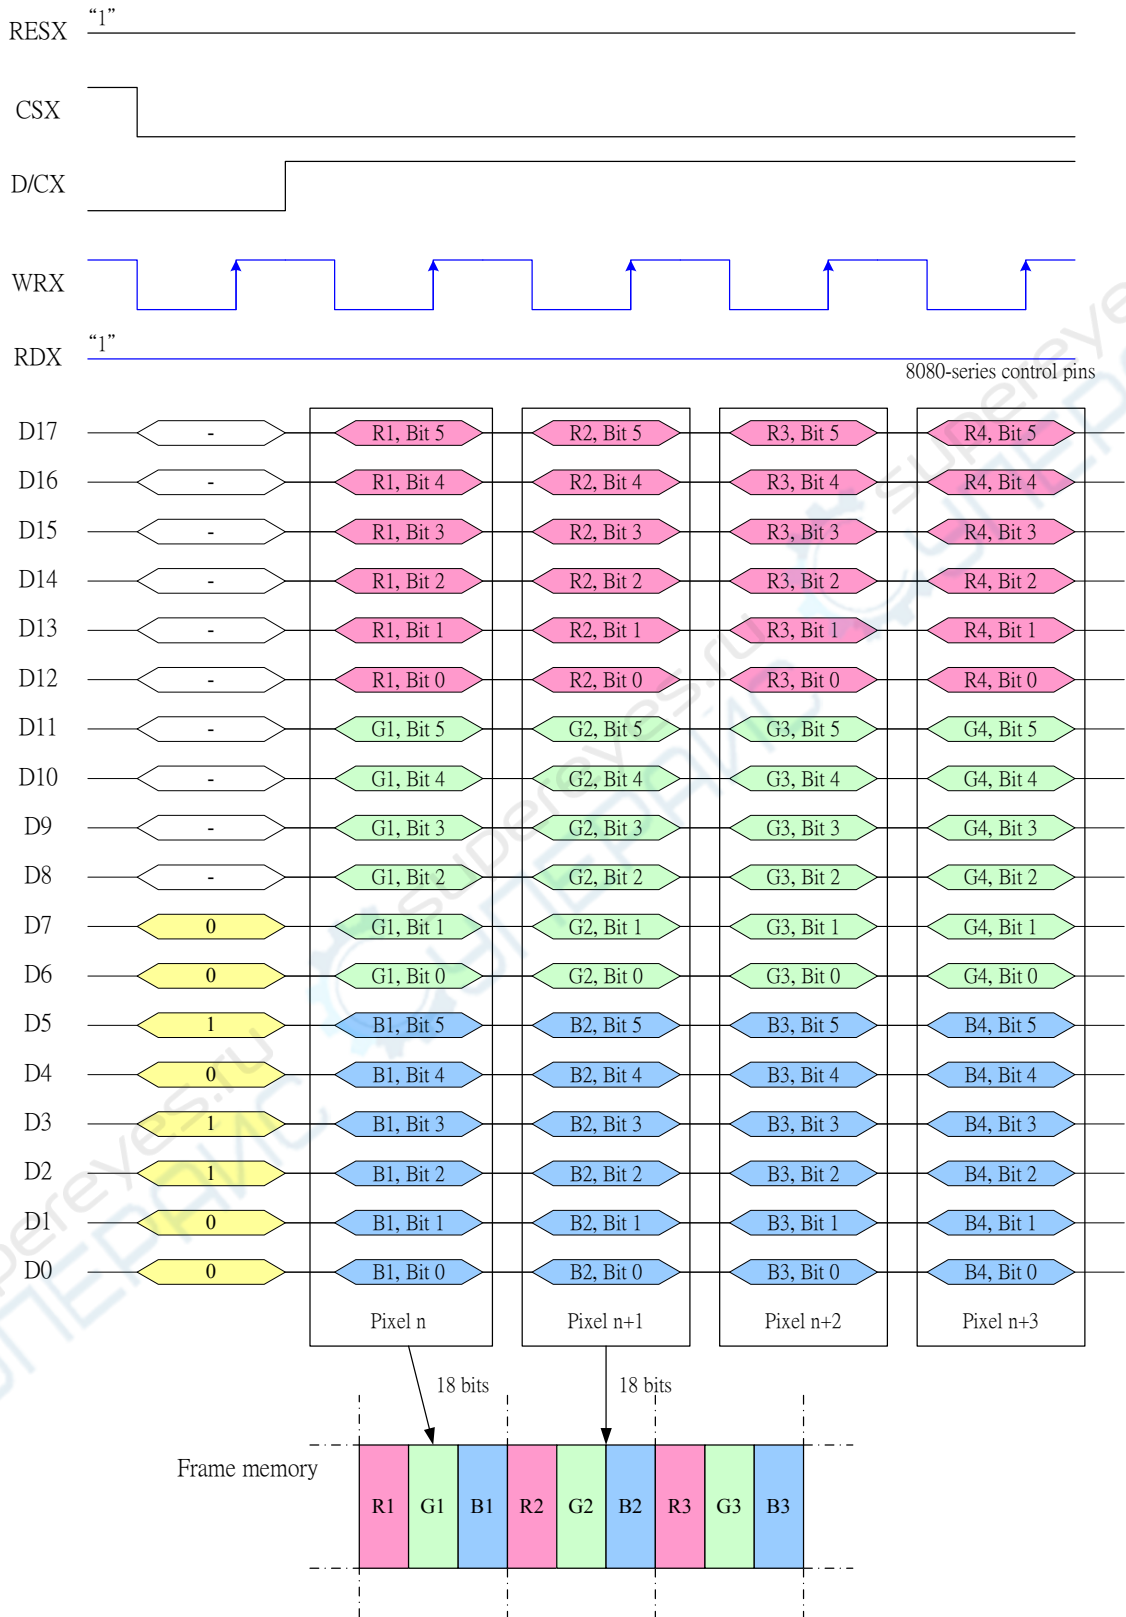 RESX "1"
CSX
D/CX
WRX
RDX "1"
8080-series control pins
D17 - R1, Bit 5 R2, Bit 5 R3, Bit 5 R4, Bit 5
D16 - R1, Bit 4 R2, Bit 4 R3, Bit 4 R4, Bit 4
D15 - R1, Bit 3 R2, Bit 3 R3, Bit 3 R4, Bit 3
D14 - R1, Bit 2 R2, Bit 2 R3, Bit 2 R4, Bit 2
D13 - R1, Bit 1 R2, Bit 1 R3, Bit 1 R4, Bit 1
D12 - R1, Bit 0 R2, Bit 0 R3, Bit 0 R4, Bit 0
D11 - G1, Bit 5 G2, Bit 5 G3, Bit 5 G4, Bit 5
D10 - G1, Bit 4 G2, Bit 4 G3, Bit 4 G4, Bit 4
D9 - G1, Bit 3 G2, Bit 3 G3, Bit 3 G4, Bit 3
D8 - G1, Bit 2 G2, Bit 2 G3, Bit 2 G4, Bit 2
D7 0 G1, Bit 1 G2, Bit 1 G3, Bit 1 G4, Bit 1
D6 0 G1, Bit 0 G2, Bit 0 G3, Bit 0 G4, Bit 0
D5 1 B1, Bit 5 B2, Bit 5 B3, Bit 5 B4, Bit 5
D4 0 B1, Bit 4 B2, Bit 4 B3, Bit 4 B4, Bit 4
D3 1 B1, Bit 3 B2, Bit 3 B3, Bit 3 B4, Bit 3
D2 1 B1, Bit 2 B2, Bit 2 B3, Bit 2 B4, Bit 2
D1 0 B1, Bit 1 B2, Bit 1 B3, Bit 1 B4, Bit 1
D0 0 B1, Bit 0 B2, Bit 0 B3, Bit 0 B4, Bit 0
Pixel n Pixel n+1 Pixel n+2 Pixel n+3
18 bits 18 bits
Frame memory
R1 G1 B1 R2 G2 B2 R3 G3 B3
supereyes.ru
СУПЕРАЙС